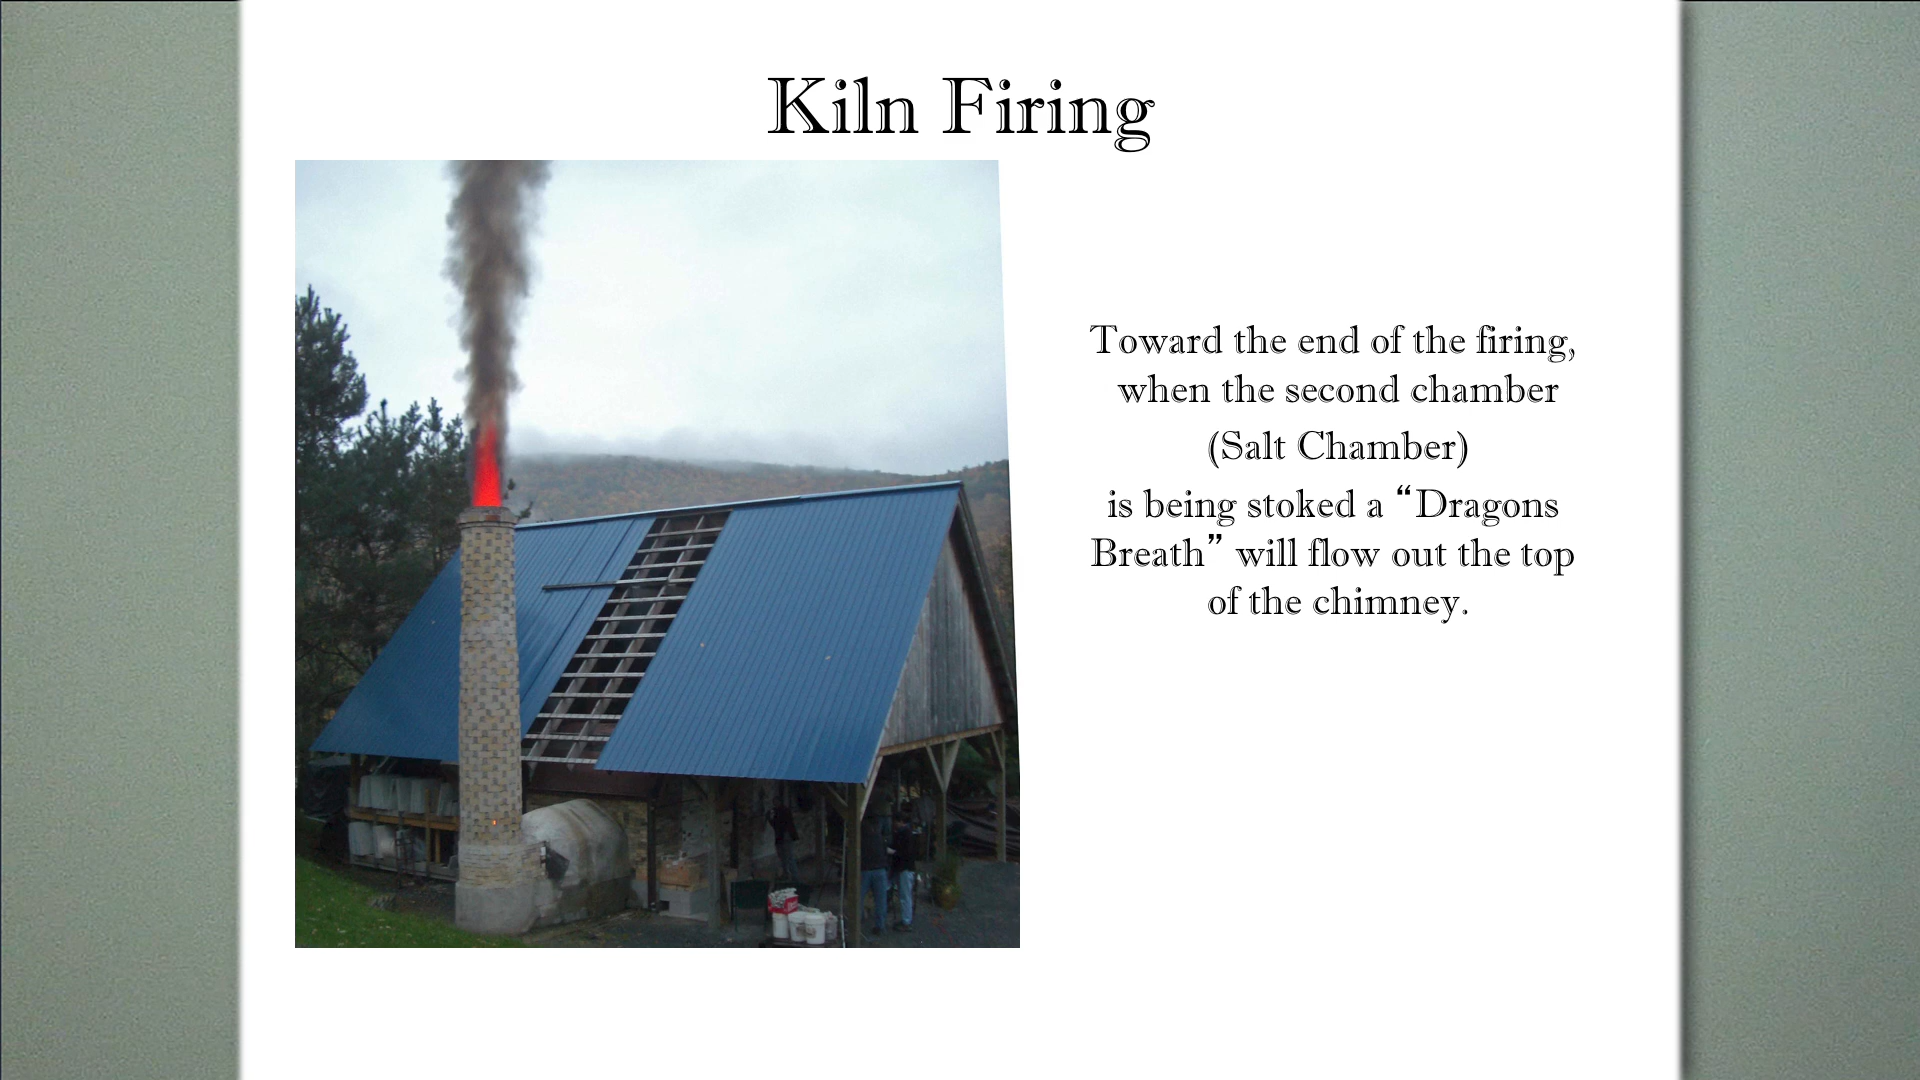 Kiln Firing
Toward the end of the firing,
when the second chamber
(Salt Chamber)
is being stoked a “Dragons
Breath” will flow out the top
of the chimney.